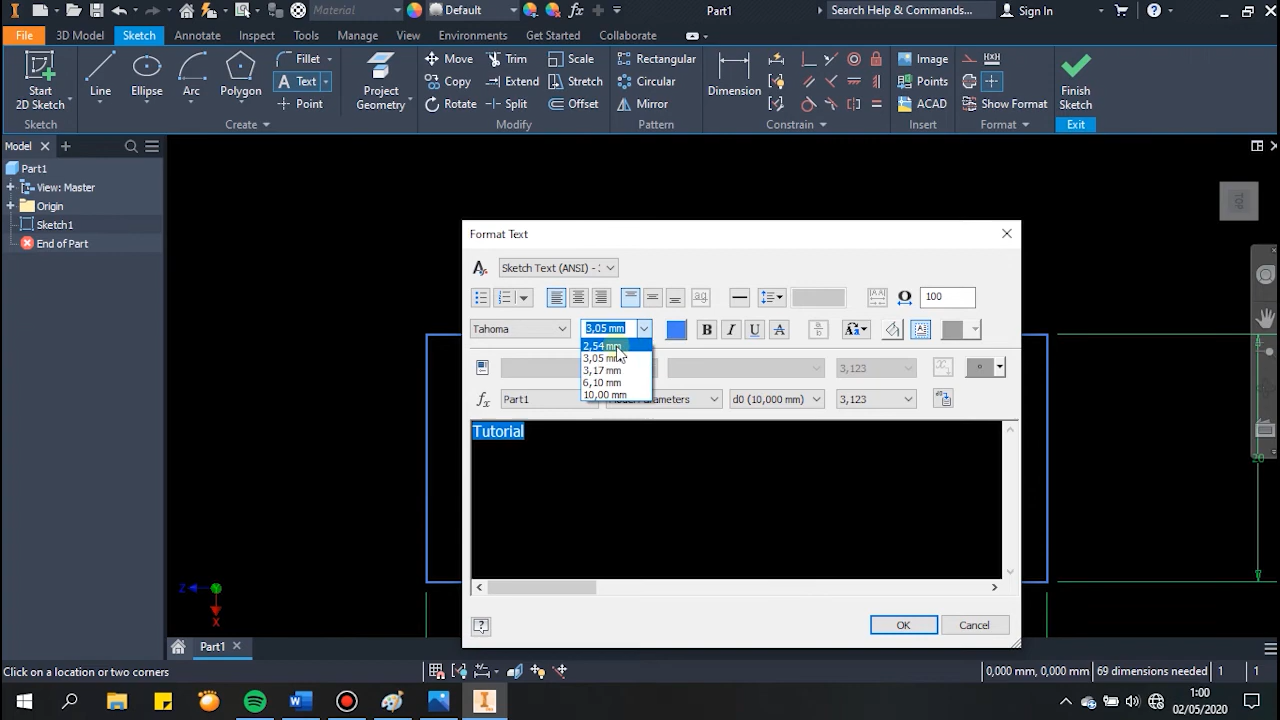 Material
Default
Part1
Search Help & Commands...
Sign In
File
3D Model
Sketch
Annotate
Inspect
Tools
Manage
View
Environments
Get Started
Collaborate
Start
2D Sketch
Line
Ellipse
Arc
Polygon
Fillet
Text
Point
Project
Geometry
Move
Copy
Rotate
Trim
Extend
Split
Scale
Stretch
Offset
Rectangular
Circular
Mirror
Dimension
Image
Points
ACAD
Show Format
Finish
Sketch
Sketch
Create
Modify
Pattern
Constrain
Insert
Format
Exit
Model
Part1
View: Master
Origin
Sketch1
End of Part
TOP
Format Text
Sketch Text (ANSI) -
100
Tahoma
3,05 mm
2,54 mm
3,05 mm
3,17 mm
6,10 mm
10,00 mm
3,123
Part1
Parameters
d0 (10,000 mm)
3,123
Tutorial
20
OK
Cancel
Z
X
Part1
Click on a location or two corners
0,000 mm, 0,000 mm
69 dimensions needed
1
1
1:00
02/05/2020